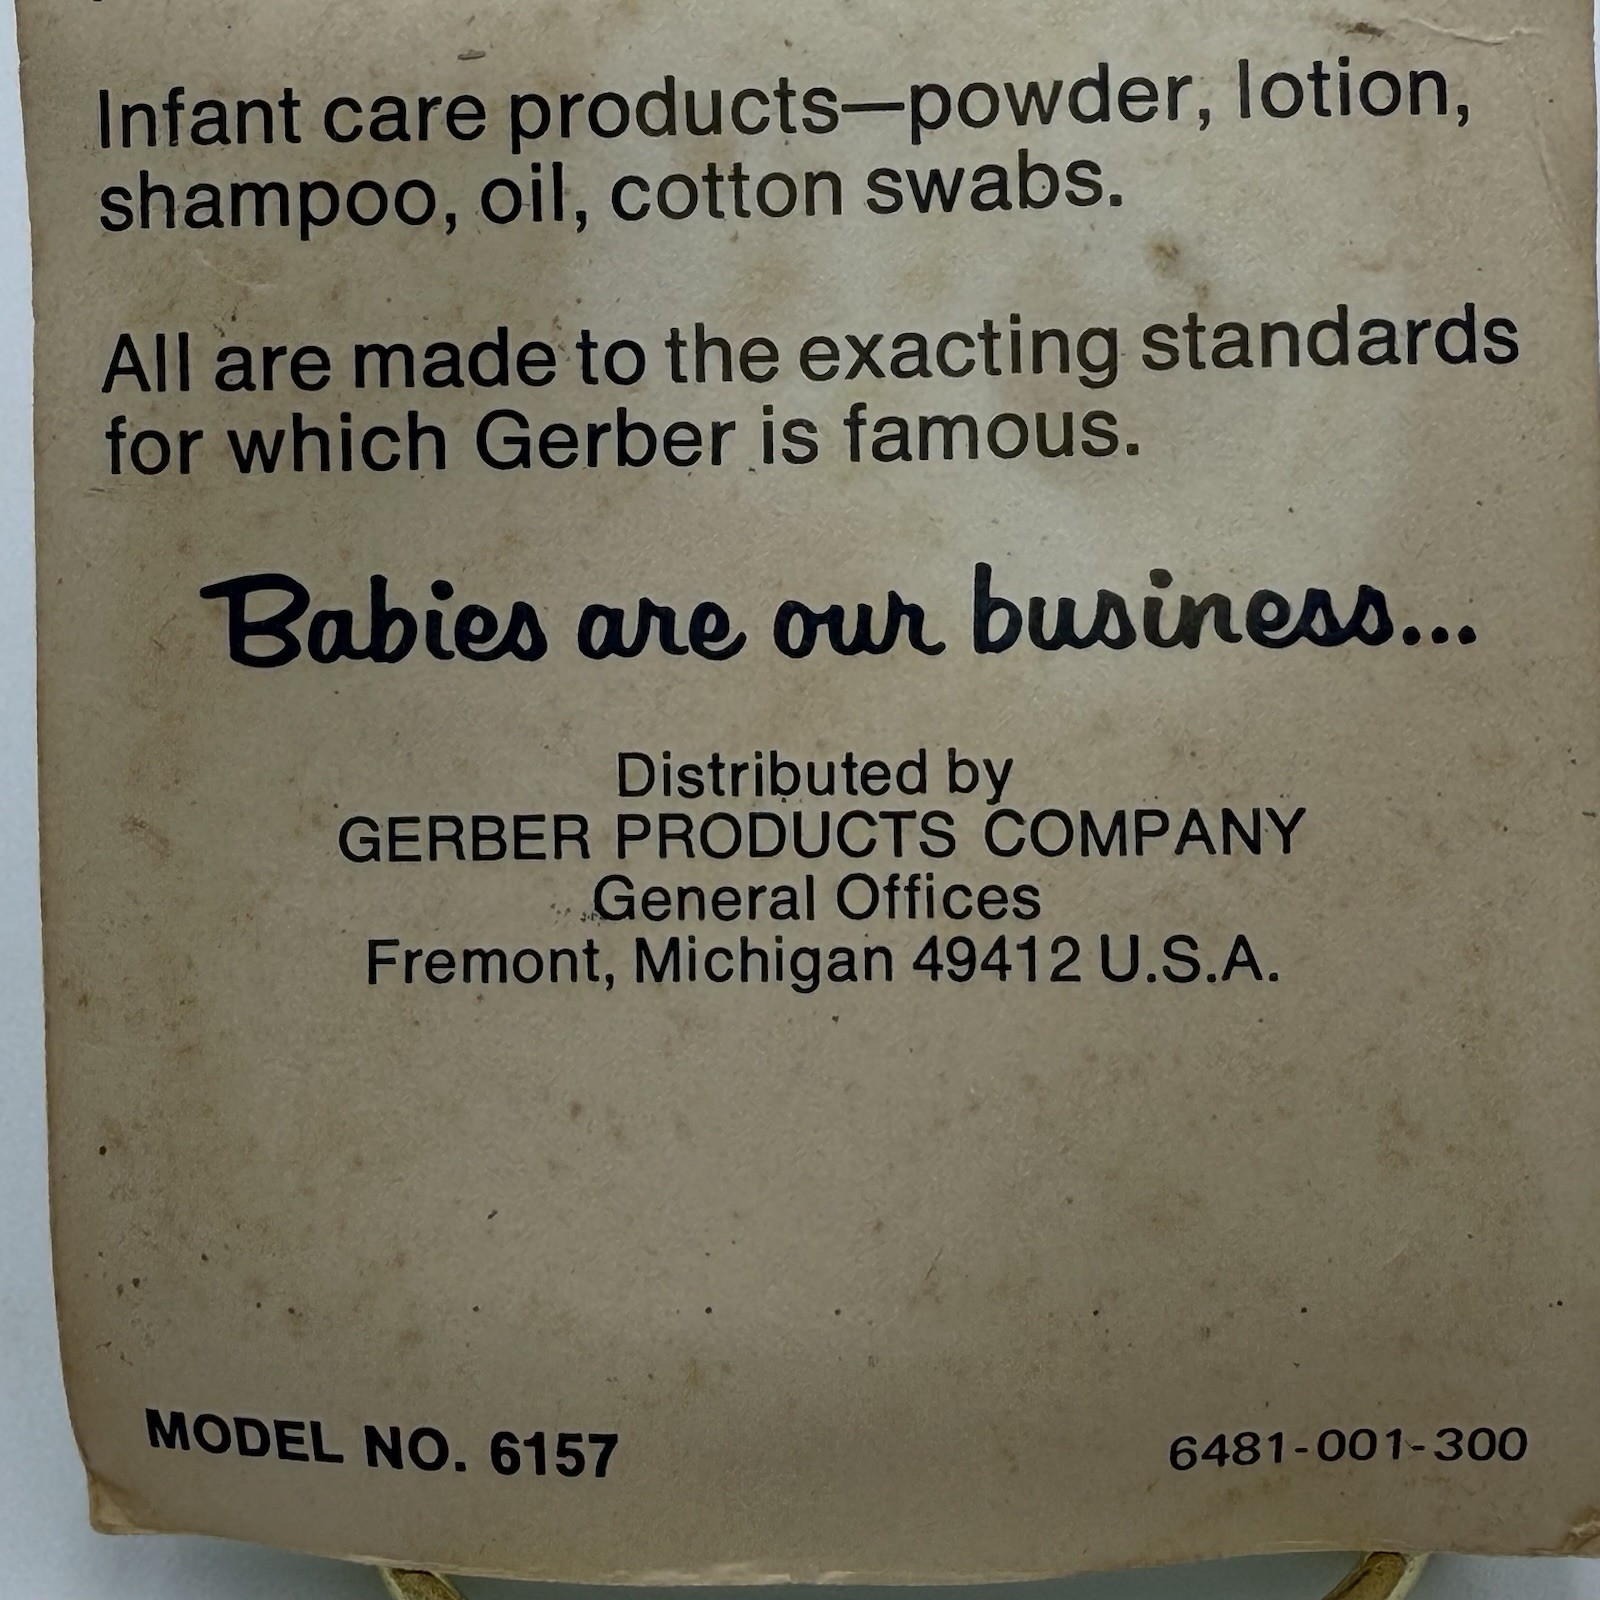 Infant care products—powder, lotion,
shampoo, oil, cotton swabs.
All are made to the exacting standards
for which Gerber is famous.
Babies are our business...
Distributed by
GERBER PRODUCTS COMPANY
General Offices
Fremont, Michigan 49412 U.S.A.
MODEL NO. 6157
6481-001-300